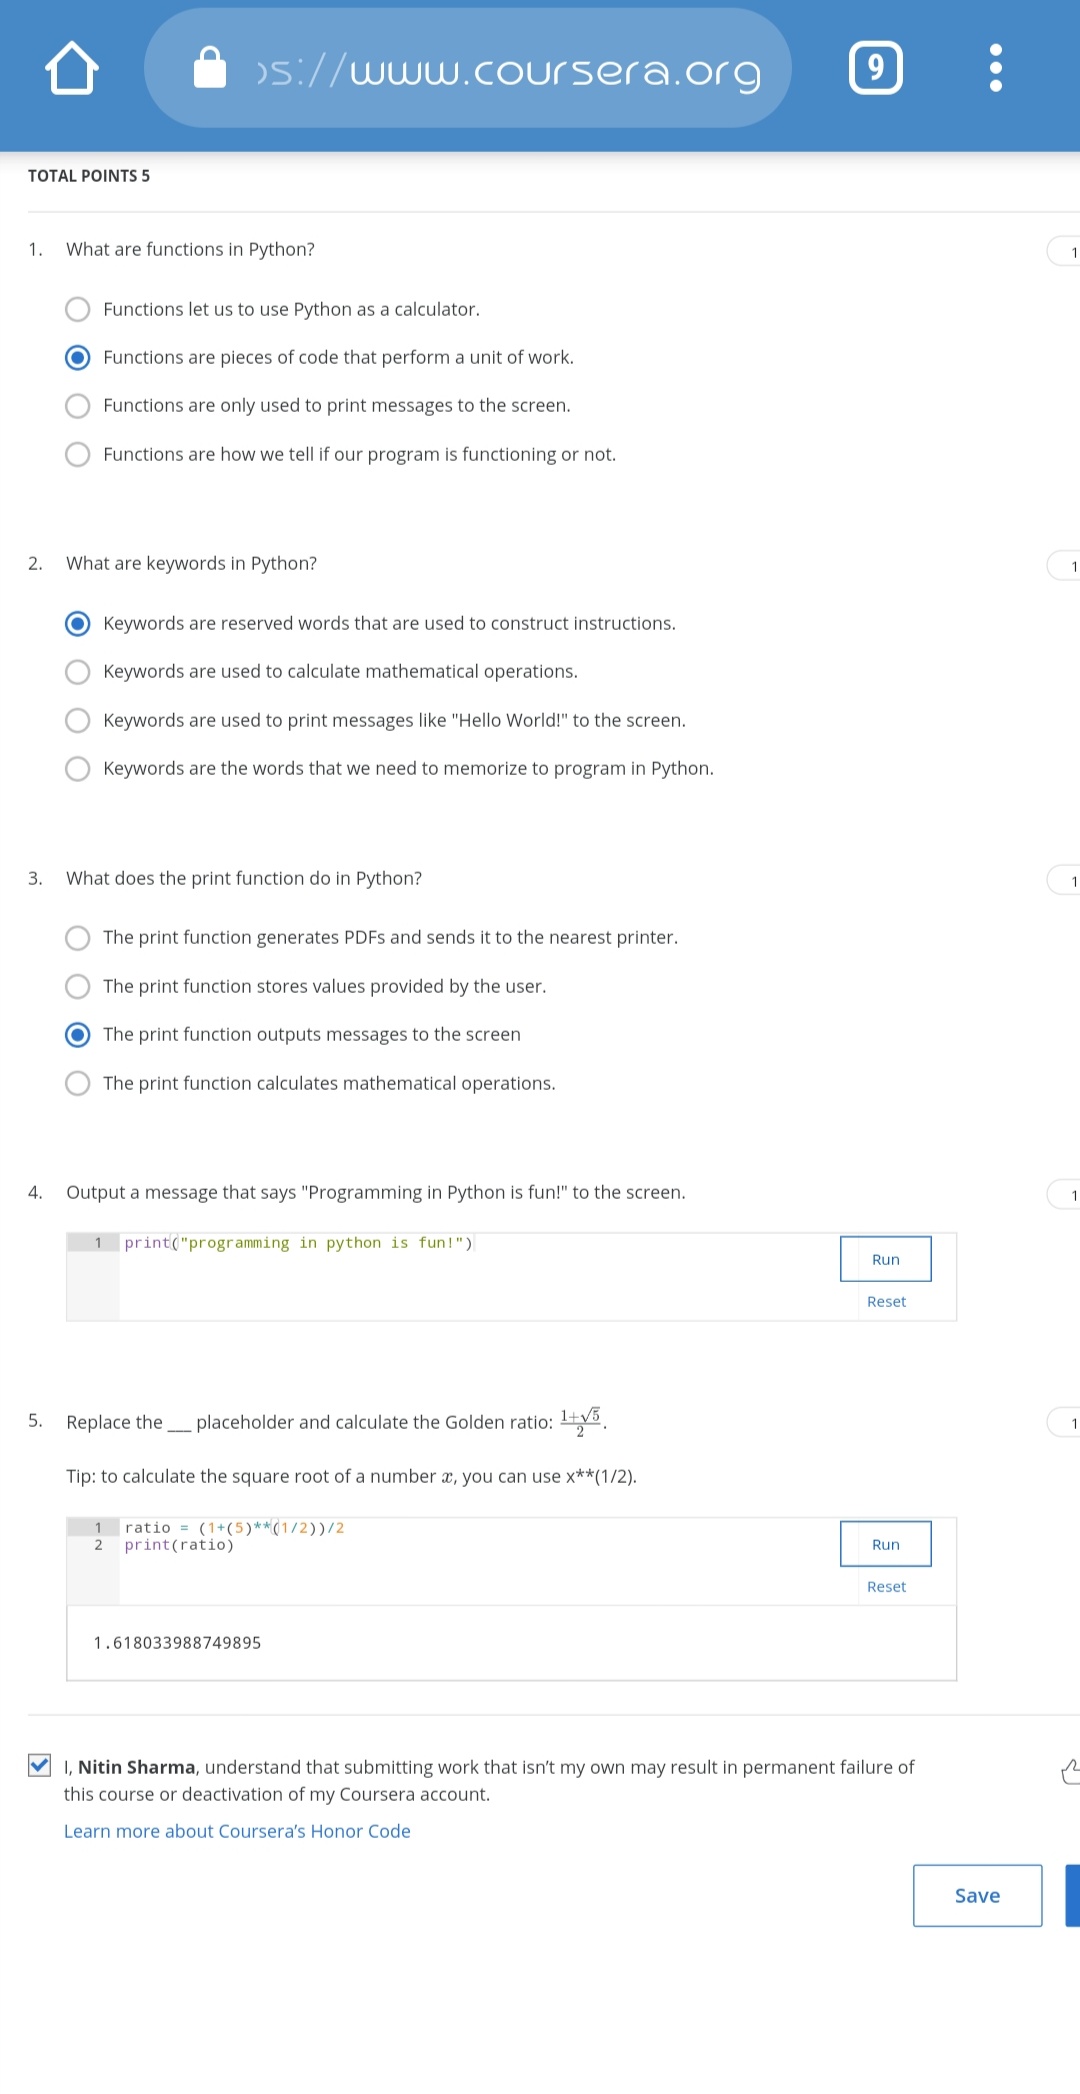 ps://www.coursera.org
9
TOTAL POINTS 5
1. What are functions in Python?
1
Functions let us to use Python as a calculator.
Functions are pieces of code that perform a unit of work.
Functions are only used to print messages to the screen.
Functions are how we tell if our program is functioning or not.
2. What are keywords in Python?
1
Keywords are reserved words that are used to construct instructions.
Keywords are used to calculate mathematical operations.
Keywords are used to print messages like "Hello World!" to the screen.
Keywords are the words that we need to memorize to program in Python.
3. What does the print function do in Python?
1
The print function generates PDFs and sends it to the nearest printer.
The print function stores values provided by the user.
The print function outputs messages to the screen
The print function calculates mathematical operations.
4. Output a message that says "Programming in Python is fun!" to the screen.
1
1 print("programming in python is fun!")
Run
Reset
5. Replace the ___ placeholder and calculate the Golden ratio: (1+√5)/2.
1
Tip: to calculate the square root of a number x, you can use x**(1/2).
1 ratio = (1+(5)**(1/2))/2
2 print(ratio)
Run
Reset
1.618033988749895
I, Nitin Sharma, understand that submitting work that isn't my own may result in permanent failure of
this course or deactivation of my Coursera account.
Learn more about Coursera's Honor Code
Save